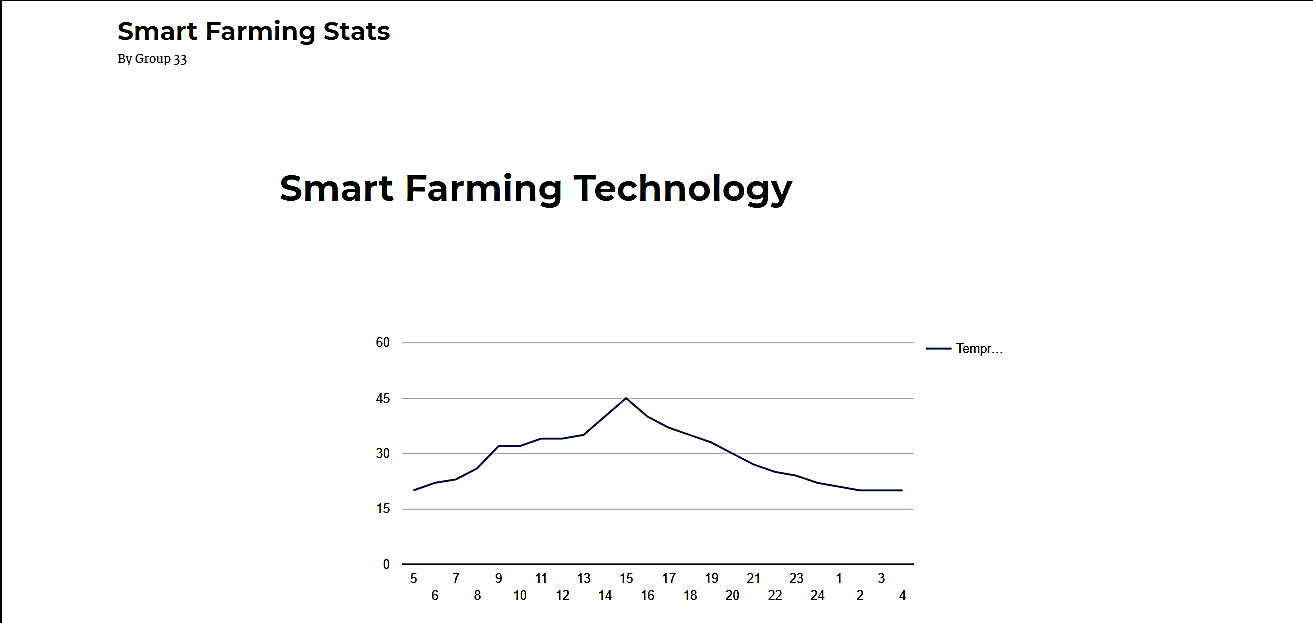 Smart Farming Stats
By Group 33
Smart Farming Technology
60
Tempr...
45
30
15
0
5 7 9 11 13 15 17 19 21 23 1 3
6 8 10 12 14 16 18 20 22 24 2 4